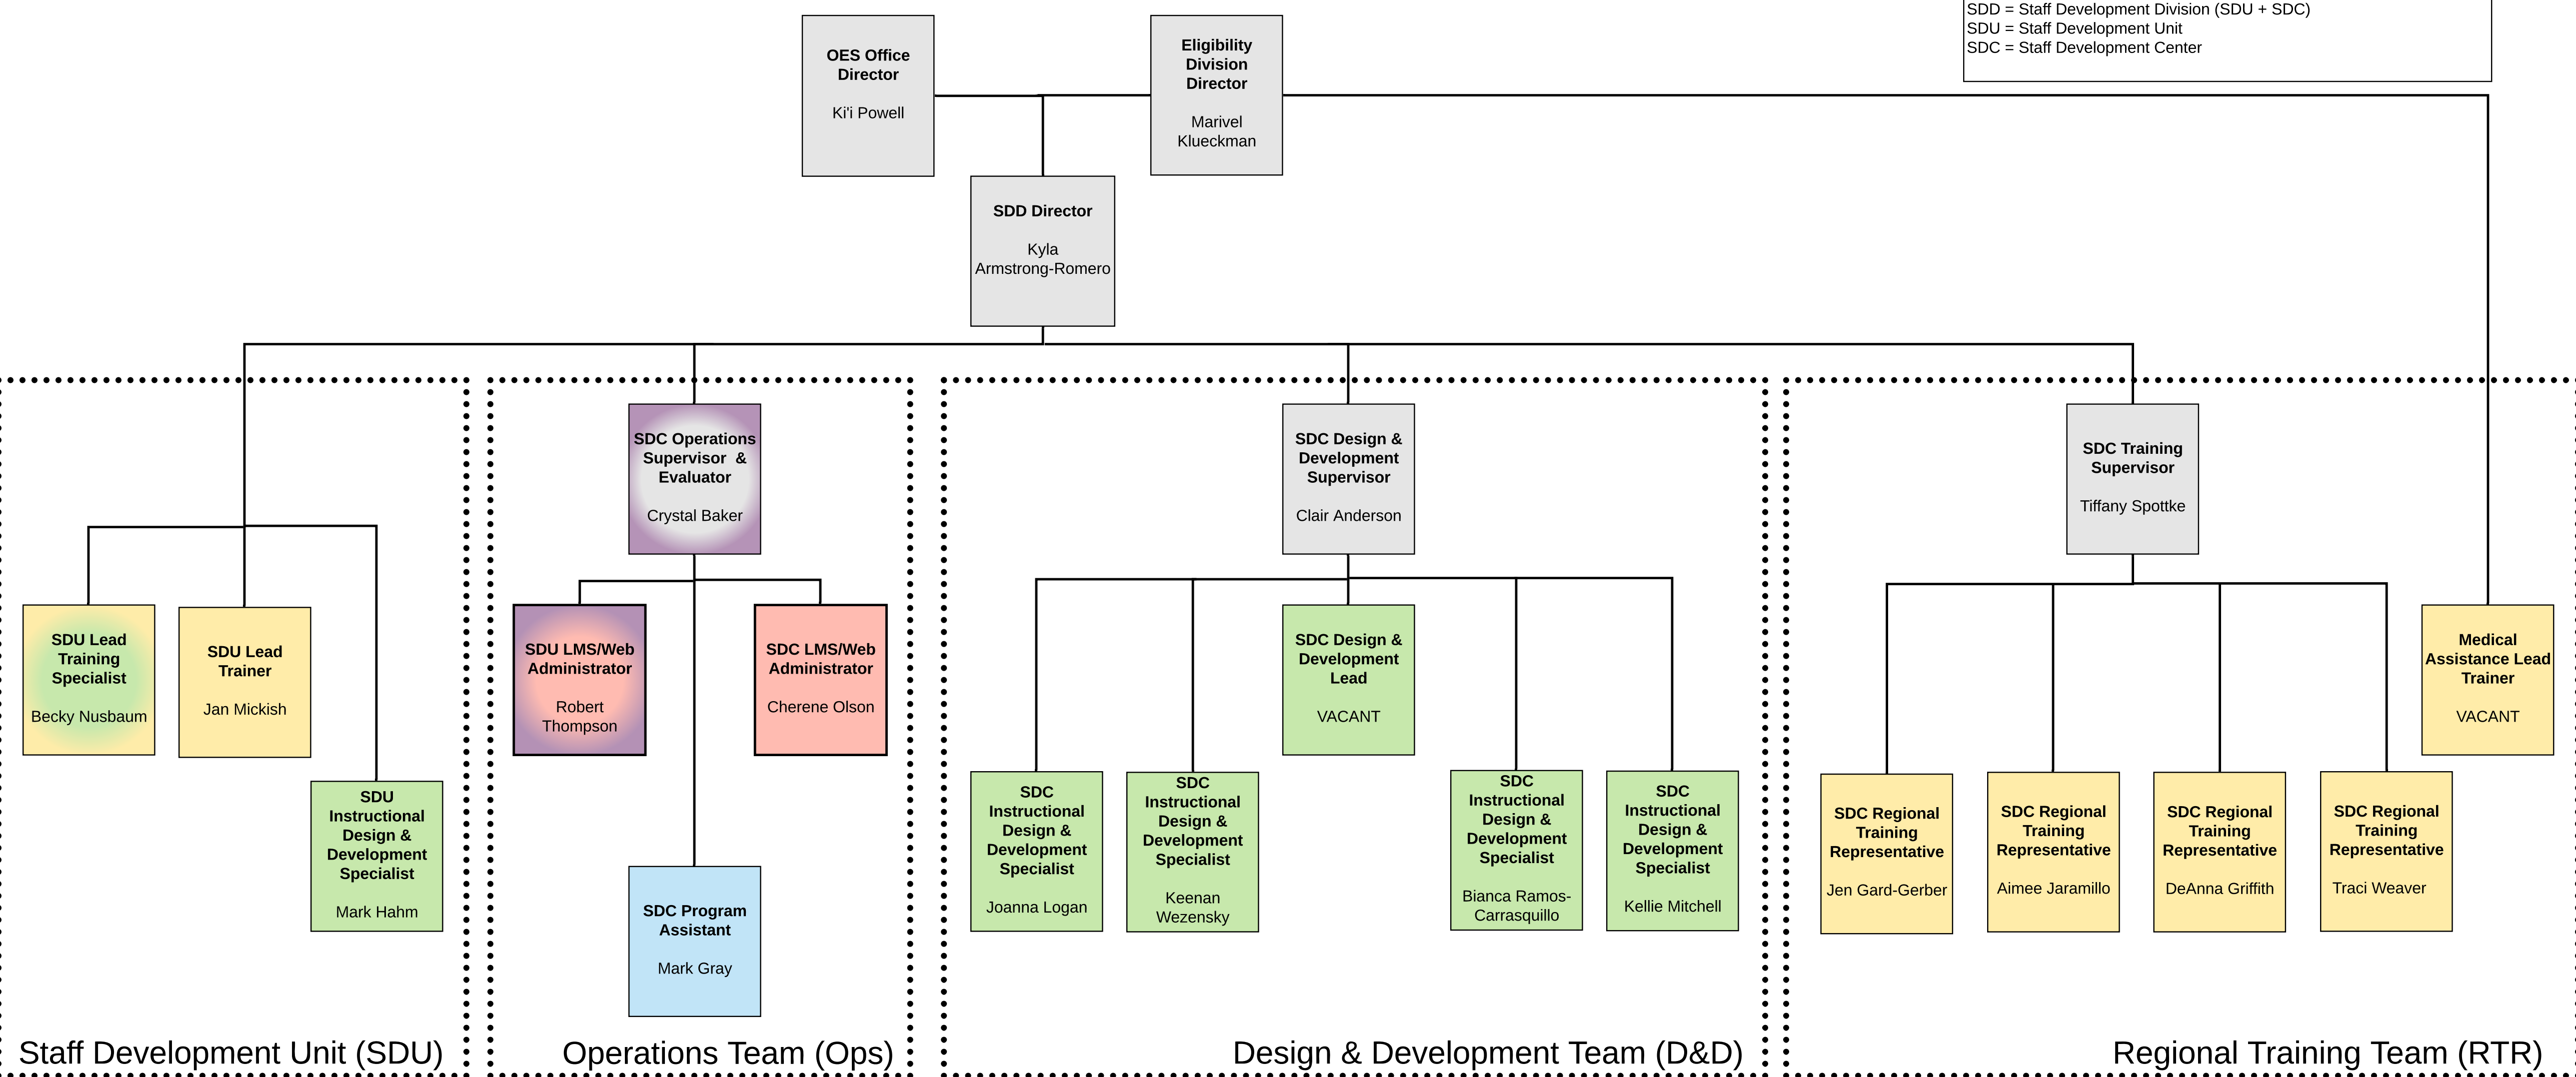 SDD = Staff Development Division (SDU + SDC)
SDU = Staff Development Unit
SDC = Staff Development Center
OES Office
Director
Ki'i Powell
Eligibility
Division
Director
Marivel
Klueckman
SDD Director
Kyla
Armstrong-Romero
SDU Lead
Training
Specialist
Becky Nusbaum
SDU Lead
Trainer
Jan Mickish
SDU
Instructional
Design &
Development
Specialist
Mark Hahm
Staff Development Unit (SDU)
SDC Operations
Supervisor  &
Evaluator
Crystal Baker
SDU LMS/Web
Administrator
Robert
Thompson
SDC LMS/Web
Administrator
Cherene Olson
SDC Program
Assistant
Mark Gray
Operations Team (Ops)
SDC Design &
Development
Supervisor
Clair Anderson
SDC Design &
Development
Lead
VACANT
SDC
Instructional
Design &
Development
Specialist
Joanna Logan
SDC
Instructional
Design &
Development
Specialist
Keenan
Wezensky
SDC
Instructional
Design &
Development
Specialist
Bianca Ramos-
Carrasquillo
SDC
Instructional
Design &
Development
Specialist
Kellie Mitchell
Design & Development Team (D&D)
SDC Training
Supervisor
Tiffany Spottke
Medical
Assistance Lead
Trainer
VACANT
SDC Regional
Training
Representative
Jen Gard-Gerber
SDC Regional
Training
Representative
Aimee Jaramillo
SDC Regional
Training
Representative
DeAnna Griffith
SDC Regional
Training
Representative
Traci Weaver
Regional Training Team (RTR)